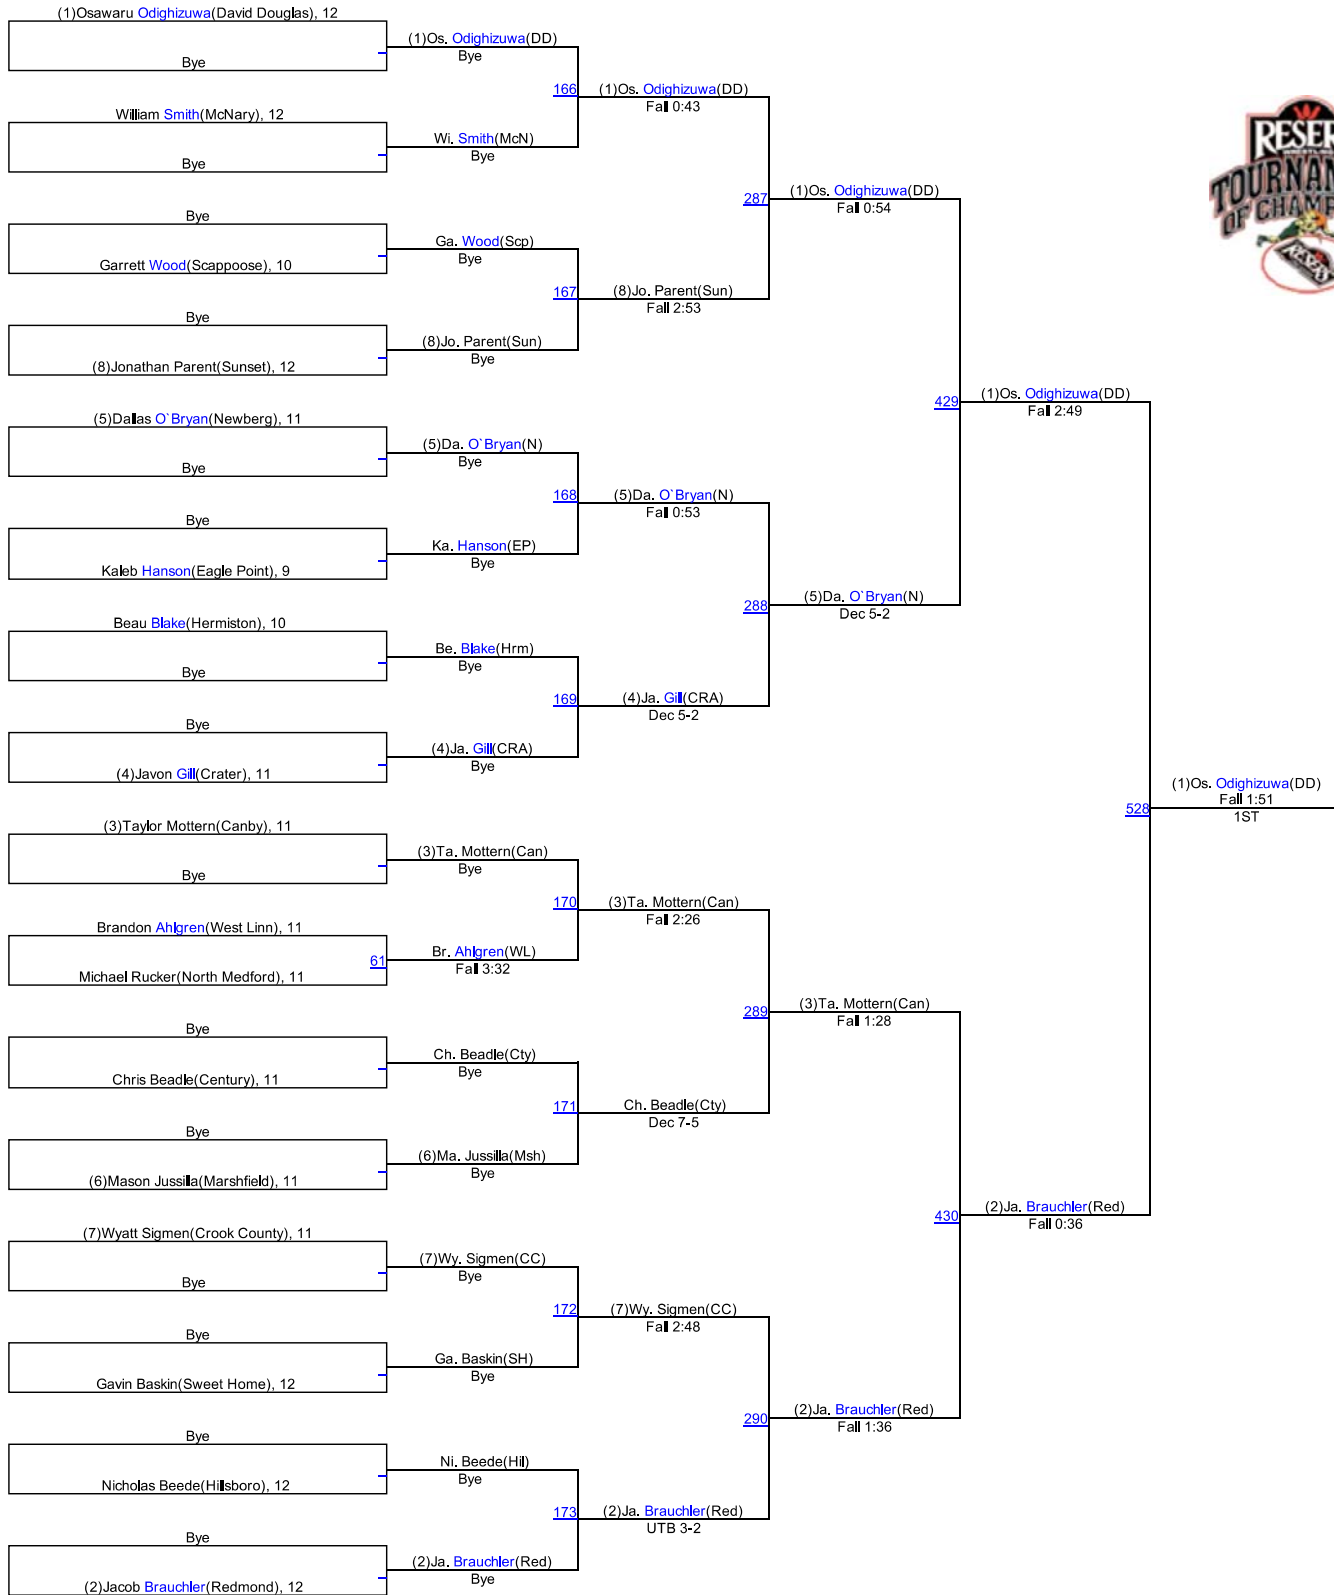 (1)Osawaru Odighizuwa(David Douglas), 12
Bye
(1)Os. Odighizuwa(DD)
Bye
166
(1)Os. Odighizuwa(DD)
Fall 0:43
William Smith(McNary), 12
Bye
Wi. Smith(McN)
Bye
287
(1)Os. Odighizuwa(DD)
Fall 0:54
Bye
Garrett Wood(Scappoose), 10
Ga. Wood(Scp)
Bye
167
(8)Jo. Parent(Sun)
Fall 2:53
Bye
(8)Jonathan Parent(Sunset), 12
(8)Jo. Parent(Sun)
Bye
429
(1)Os. Odighizuwa(DD)
Fall 2:49
(5)Dallas O`Bryan(Newberg), 11
Bye
(5)Da. O`Bryan(N)
Bye
168
(5)Da. O`Bryan(N)
Fall 0:53
Bye
Kaleb Hanson(Eagle Point), 9
Ka. Hanson(EP)
Bye
288
(5)Da. O`Bryan(N)
Dec 5-2
Beau Blake(Hermiston), 10
Bye
Be. Blake(Hrm)
Bye
169
(4)Ja. Gill(CRA)
Dec 5-2
Bye
(4)Javon Gill(Crater), 11
(4)Ja. Gill(CRA)
Bye
528
(1)Os. Odighizuwa(DD)
Fall 1:51
1ST
(3)Taylor Mottern(Canby), 11
Bye
(3)Ta. Mottern(Can)
Bye
170
(3)Ta. Mottern(Can)
Fall 2:26
Brandon Ahlgren(West Linn), 11
Michael Rucker(North Medford), 11
61
Br. Ahlgren(WL)
Fall 3:32
289
(3)Ta. Mottern(Can)
Fall 1:28
Bye
Chris Beadle(Century), 11
Ch. Beadle(Cty)
Bye
171
Ch. Beadle(Cty)
Dec 7-5
Bye
(6)Mason Jussilla(Marshfield), 11
(6)Ma. Jussilla(Msh)
Bye
430
(2)Ja. Brauchler(Red)
Fall 0:36
(7)Wyatt Sigmen(Crook County), 11
Bye
(7)Wy. Sigmen(CC)
Bye
172
(7)Wy. Sigmen(CC)
Fall 2:48
Bye
Gavin Baskin(Sweet Home), 12
Ga. Baskin(SH)
Bye
290
(2)Ja. Brauchler(Red)
Fall 1:36
Bye
Nicholas Beede(Hillsboro), 12
Ni. Beede(Hil)
Bye
173
(2)Ja. Brauchler(Red)
UTB 3-2
Bye
(2)Jacob Brauchler(Redmond), 12
(2)Ja. Brauchler(Red)
Bye
RESER
TOURNAM
OF CHAMP